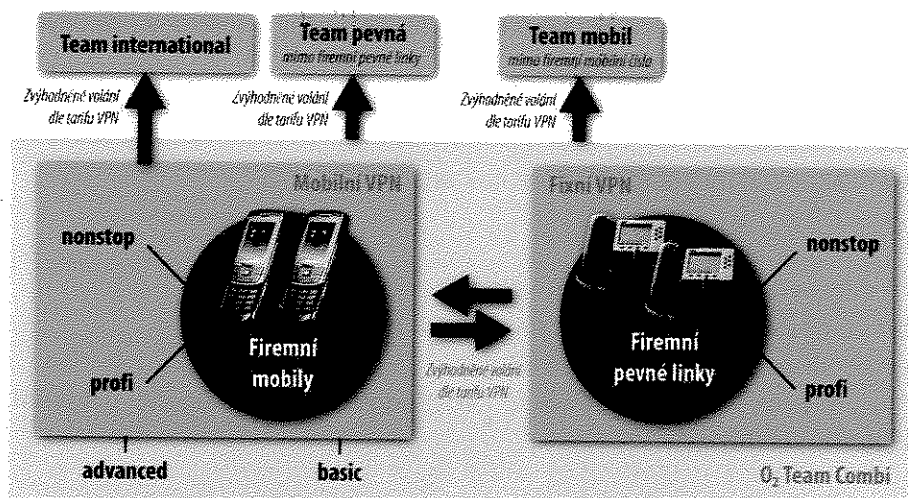 Team international
Team pevná
mimo firemní pevné linky
Team mobil
mimo firemní mobilní čísla
Zvýhodněné volání
dle tarifu VPN
Zvýhodněné volání
dle tarifu VPN
Zvýhodněné volání
dle tarifu VPN
Mobilní VPN
nonstop
profi
Firemní
mobily
advanced
basic
Zvýhodněné volání
dle tarifu VPN
Fixní VPN
nonstop
profi
Firemní
pevné linky
O₂ Team Combi